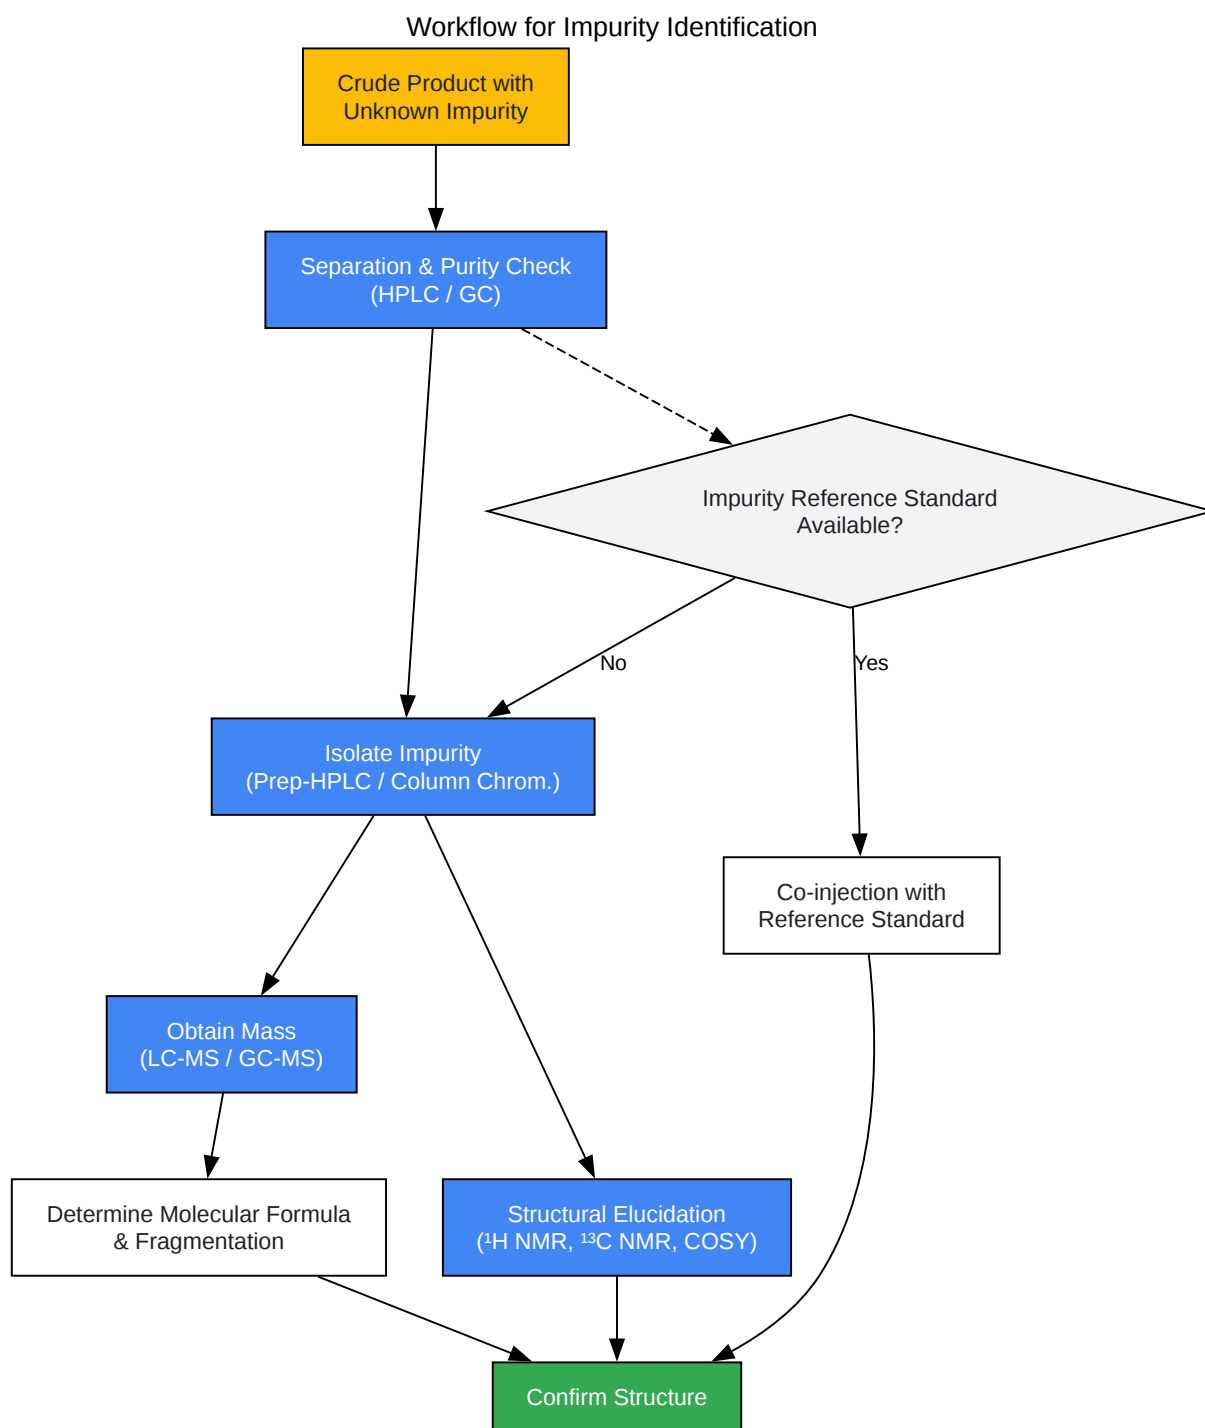 Workflow for Impurity Identification
Crude Product with
Unknown Impurity
Separation & Purity Check
(HPLC / GC)
Impurity Reference Standard
Available?
No
Yes
Isolate Impurity
(Prep-HPLC / Column Chrom.)
Co-injection with
Reference Standard
Obtain Mass
(LC-MS / GC-MS)
Determine Molecular Formula
& Fragmentation
Structural Elucidation
(¹H NMR, ¹³C NMR, COSY)
Confirm Structure